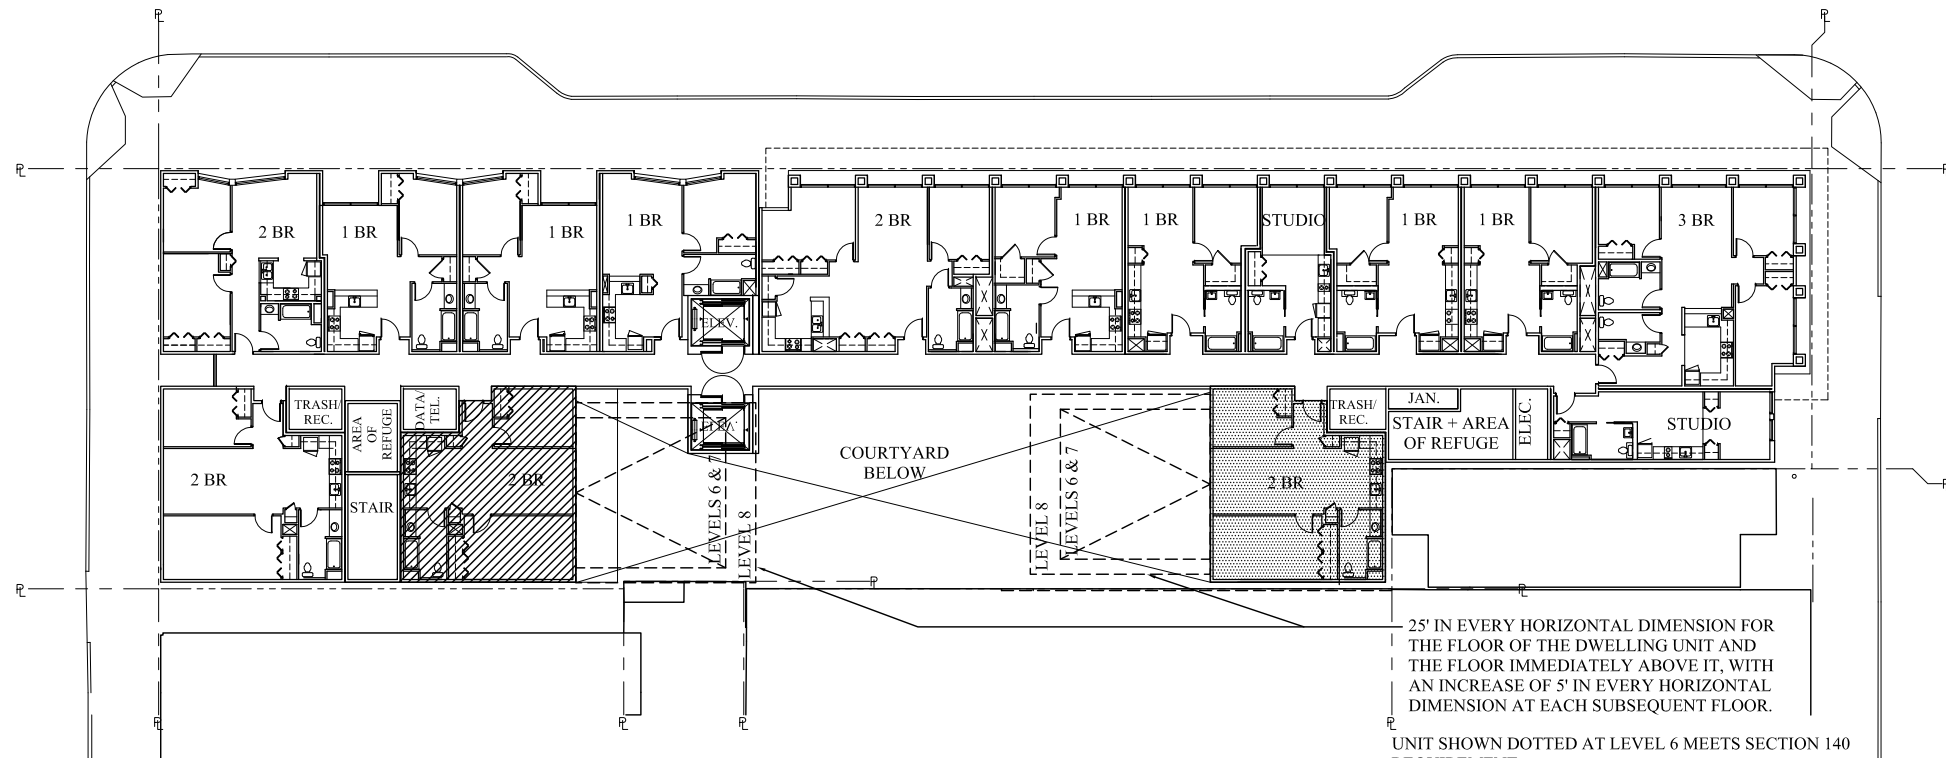 PL
PL
PL
PL
2 BR
1 BR
1 BR
1 BR
2 BR
1 BR
1 BR
STUDIO
1 BR
1 BR
3 BR
ELEV.
TRASH/
REC.
AREA
OF
REFUGE
DATA/
TEL.
ELEV.
2 BR
STAIR
2 BR
LEVELS 6 & 7
LEVEL 8
COURTYARD
BELOW
LEVEL 8
LEVELS 6 & 7
2 BR
TRASH/
REC.
JAN.
STAIR + AREA
OF REFUGE
ELEC.
STUDIO
PL
PL
PL
PL
25' IN EVERY HORIZONTAL DIMENSION FOR
THE FLOOR OF THE DWELLING UNIT AND
THE FLOOR IMMEDIATELY ABOVE IT, WITH
AN INCREASE OF 5' IN EVERY HORIZONTAL
DIMENSION AT EACH SUBSEQUENT FLOOR.
PL
PL
PL
PL
UNIT SHOWN DOTTED AT LEVEL 6 MEETS SECTION 140